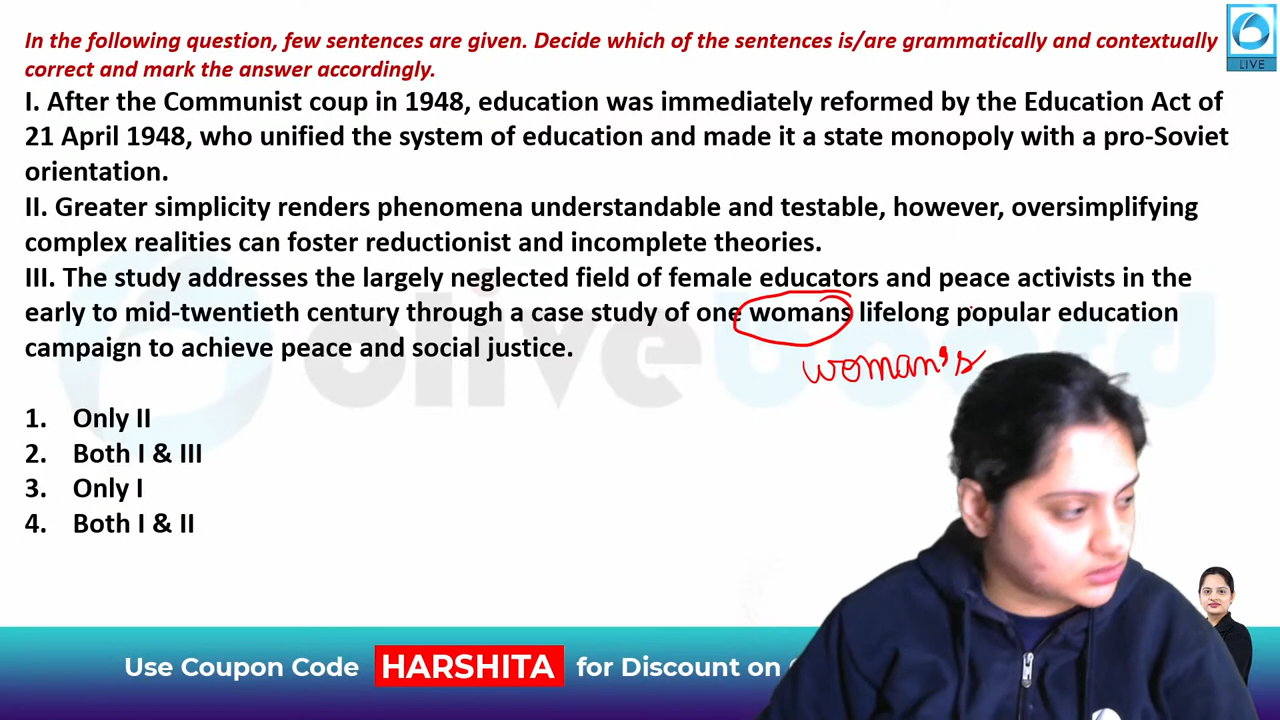 In the following question, few sentences are given. Decide which of the sentences is/are grammatically and contextually
correct and mark the answer accordingly.
LIVE
I. After the Communist coup in 1948, education was immediately reformed by the Education Act of
21 April 1948, who unified the system of education and made it a state monopoly with a pro-Soviet
orientation.
II. Greater simplicity renders phenomena understandable and testable, however, oversimplifying
complex realities can foster reductionist and incomplete theories.
III. The study addresses the largely neglected field of female educators and peace activists in the
early to mid-twentieth century through a case study of one womans lifelong popular education
campaign to achieve peace and social justice.
woman's
oliveboard
1. Only II
2. Both I & III
3. Only I
4. Both I & II
Use Coupon Code HARSHITA for Discount on